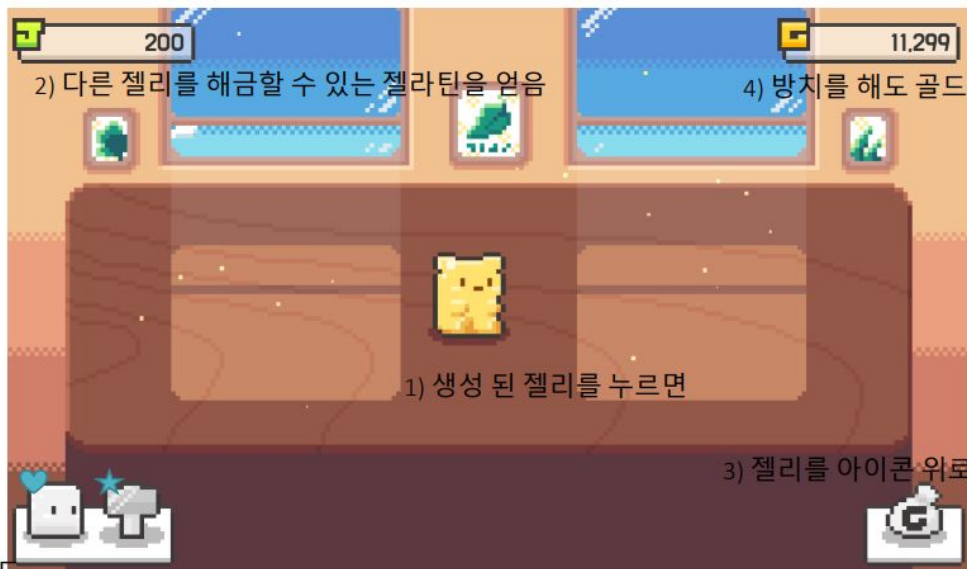 J 200
G 11,299
2) 다른 젤리를 해금할 수 있는 젤라틴을 얻음
4) 방치를 해도 골드
1) 생성 된 젤리를 누르면
3) 젤리를 아이콘 위로
G